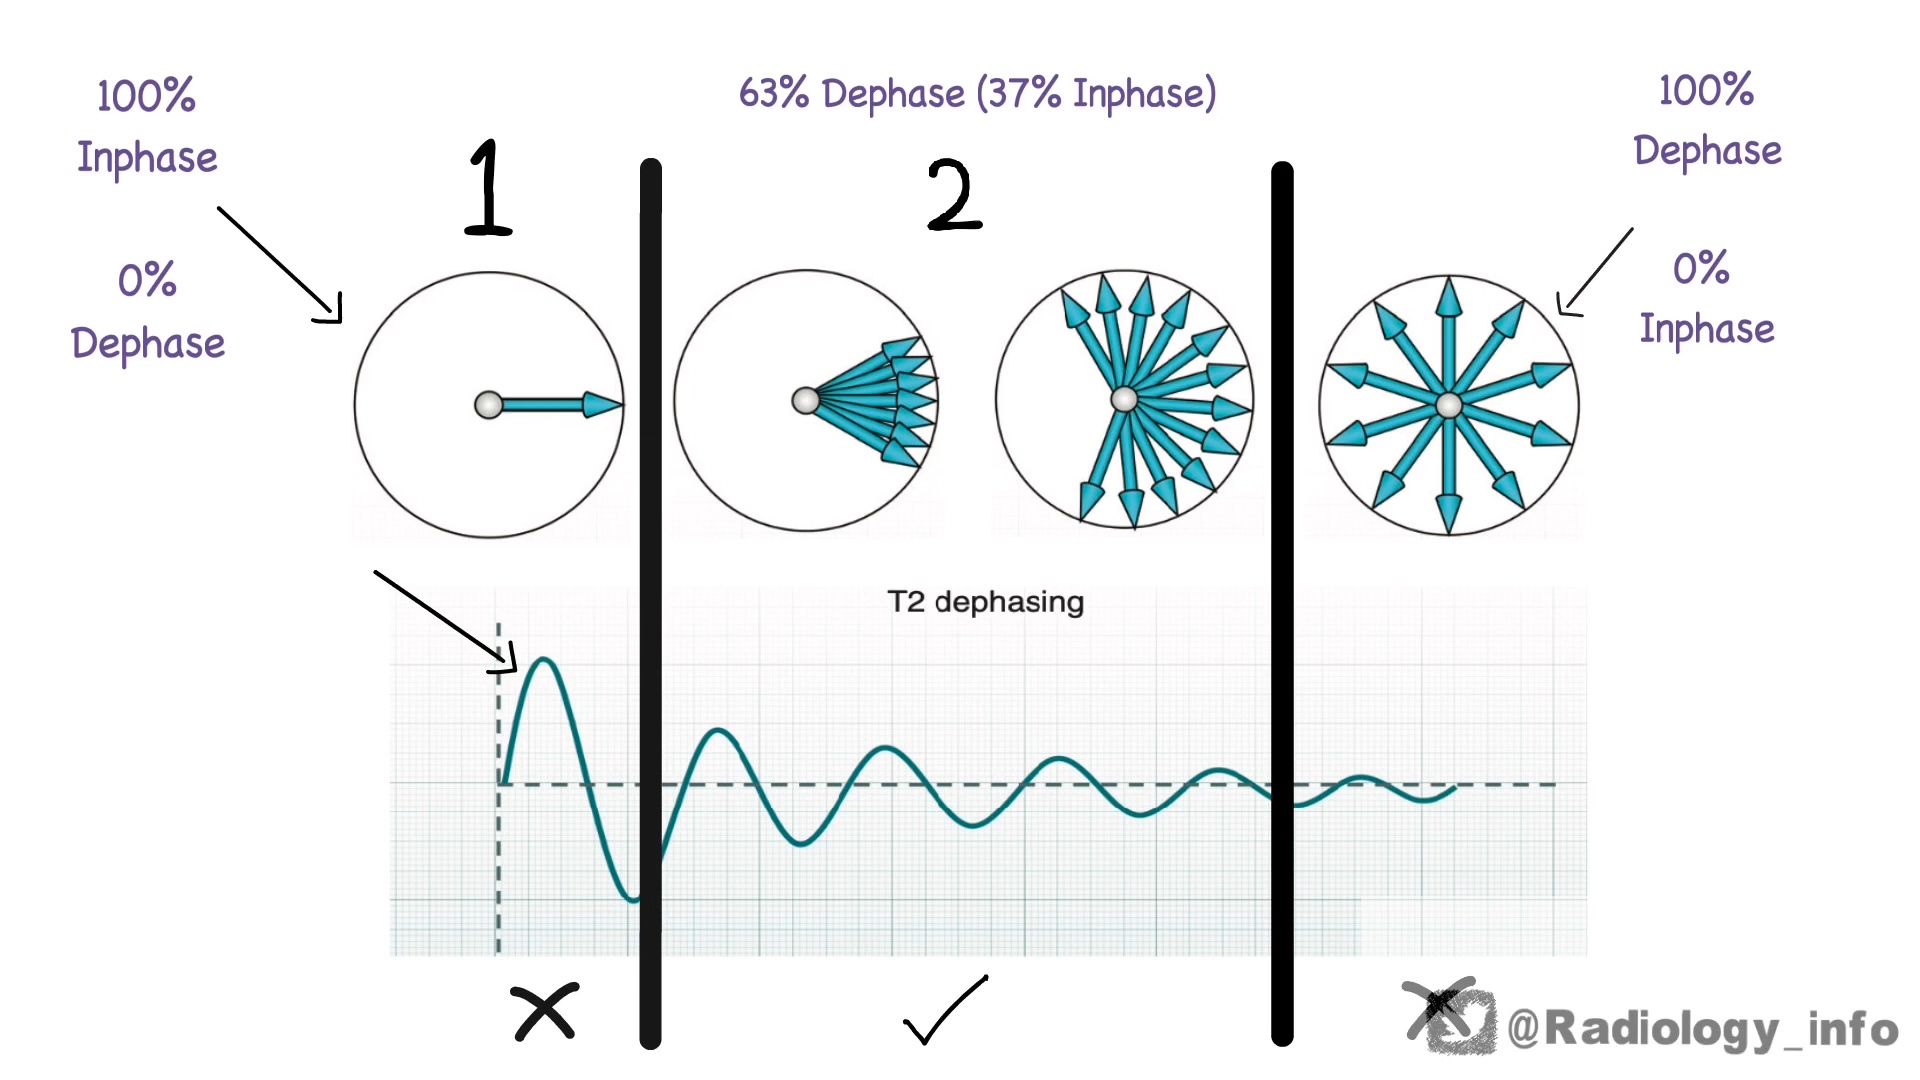 100%
Inphase
0%
Dephase
1
63% Dephase (37% Inphase)
2
100%
Dephase
0%
Inphase
T2 dephasing
@Radiology_info